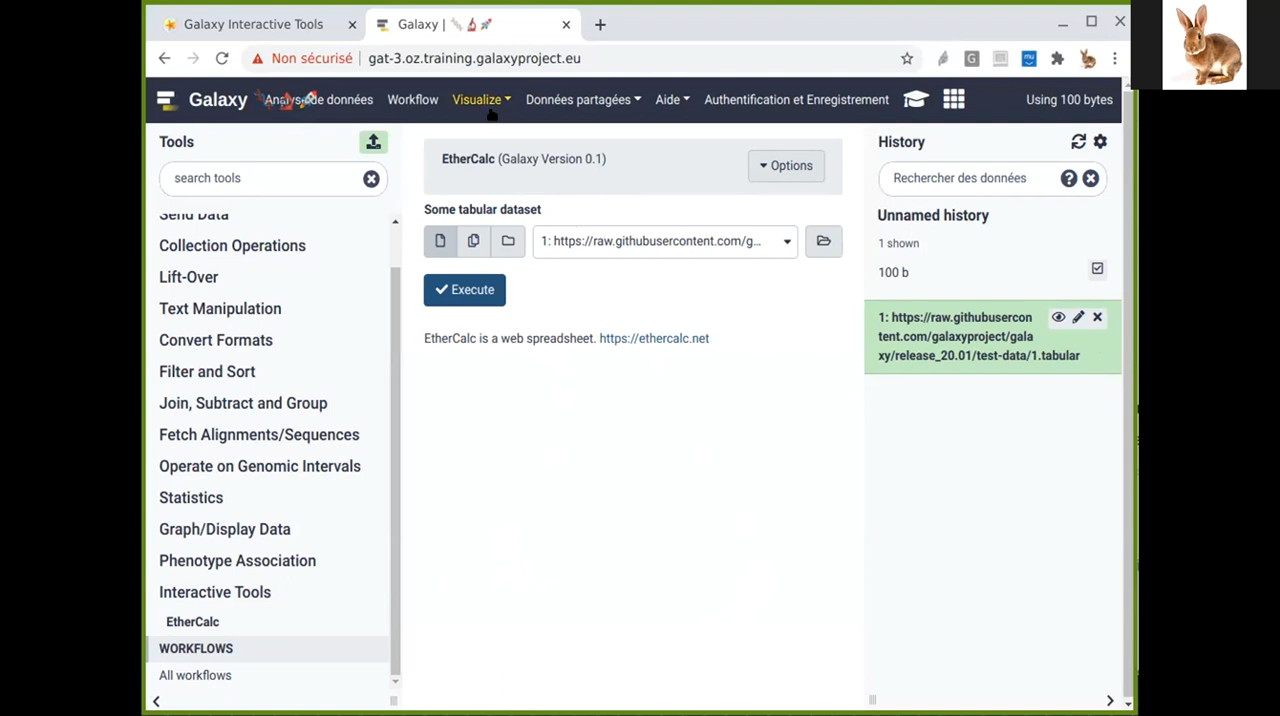 Galaxy Interactive Tools
Galaxy |
Non sécurisé
gat-3.oz.training.galaxyproject.eu
Galaxy
Analyse de données
Workflow
Visualize
Données partagées
Aide
Authentification et Enregistrement
Using 100 bytes
Tools
search tools
Send Data
Collection Operations
Lift-Over
Text Manipulation
Convert Formats
Filter and Sort
Join, Subtract and Group
Fetch Alignments/Sequences
Operate on Genomic Intervals
Statistics
Graph/Display Data
Phenotype Association
Interactive Tools
EtherCalc
WORKFLOWS
All workflows
EtherCalc (Galaxy Version 0.1)
Options
Some tabular dataset
1: https://raw.githubusercontent.com/g...
Execute
EtherCalc is a web spreadsheet. https://ethercalc.net
History
Rechercher des données
Unnamed history
1 shown
100 b
1: https://raw.githubusercon
tent.com/galaxyproject/gala
xy/release_20.01/test-data/1.tabular